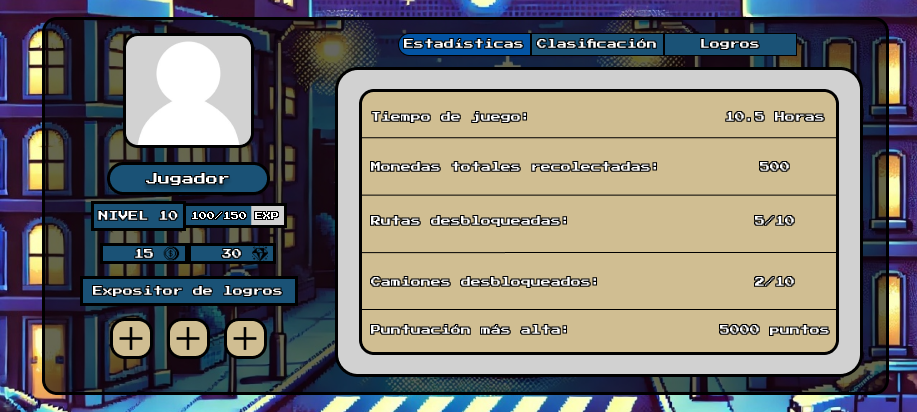 Estadísticas Clasificación Logros
Jugador
NIVEL 10 100/150 EXP
15 30
Expositor de logros
Tiempo de juego: 10.5 Horas
Monedas totales recolectadas: 500
Rutas desbloqueadas: 5/10
Camiones desbloqueados: 2/10
Puntuación más alta: 5000 puntos